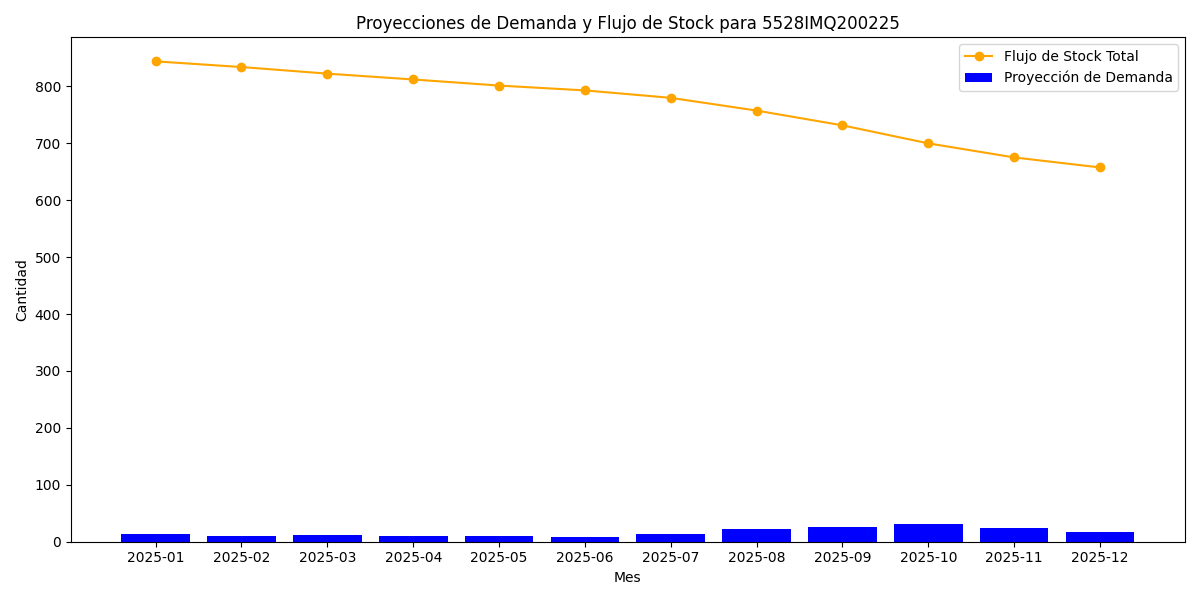 Proyecciones de Demanda y Flujo de Stock para 5528IMQ200225
Flujo de Stock Total
Proyección de Demanda
Cantidad
800
700
600
500
400
300
200
100
0
2025-01 2025-02 2025-03 2025-04 2025-05 2025-06 2025-07 2025-08 2025-09 2025-10 2025-11 2025-12
Mes